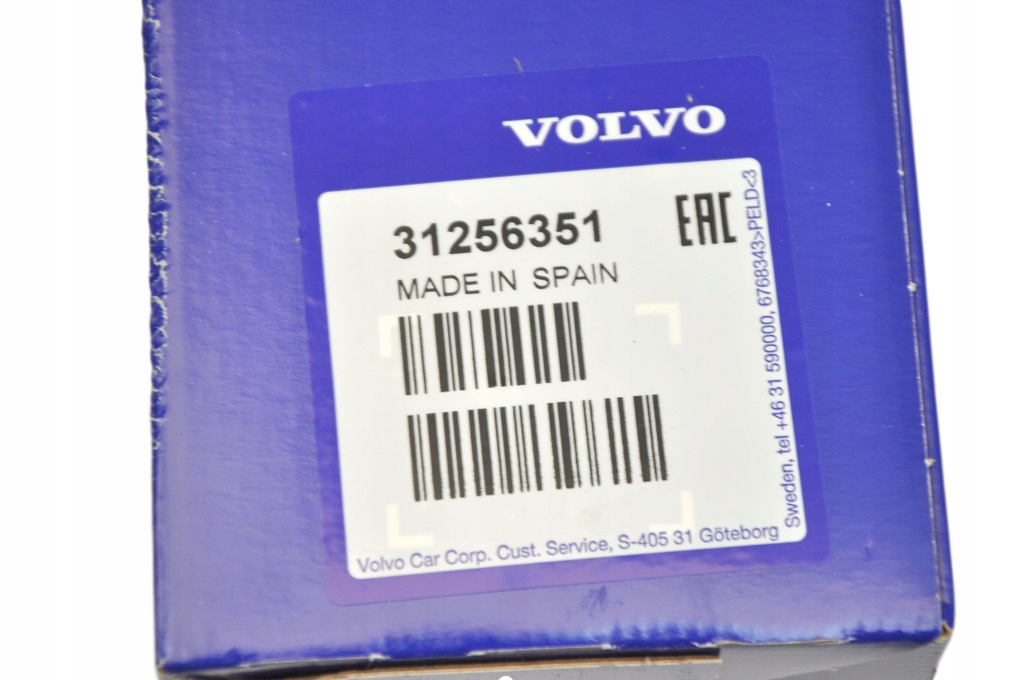 VOLVO
31256351
EAC
MADE IN SPAIN
Volvo Car Corp. Cust. Service, S-405 31 Göteborg
Sweden, tel +46 31 590000, 6768343>PELD<3